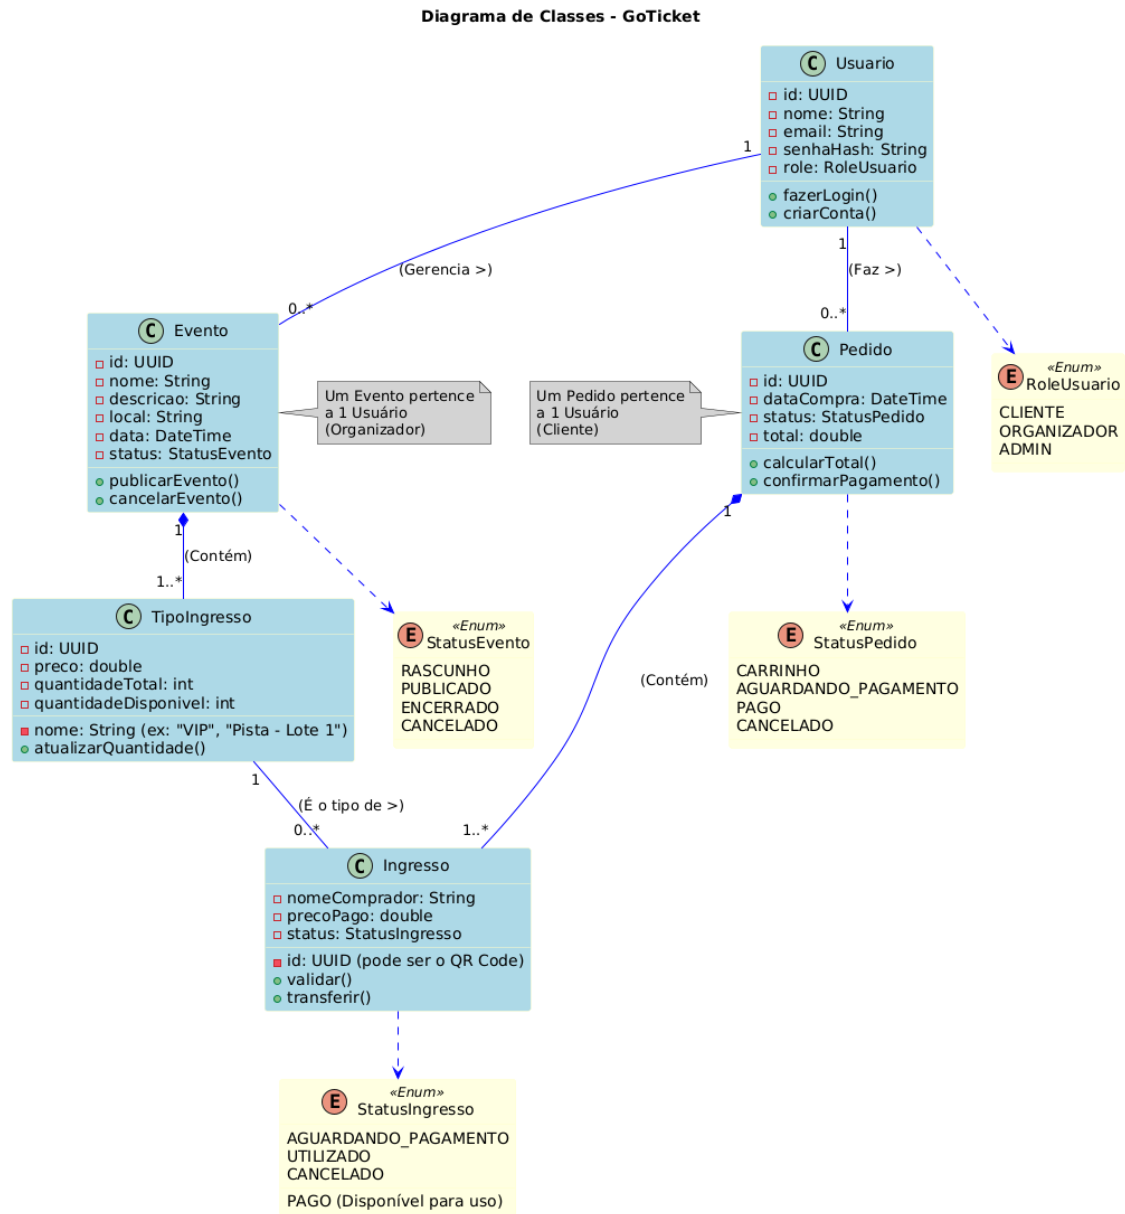 Diagrama de Classes - GoTicket
C Usuario
id: UUID
nome: String
email: String
senhaHash: String
role: RoleUsuario
fazerLogin()
criarConta()
1
(Gerencia >)
0..*
1
(Faz >)
0..*
C Evento
id: UUID
nome: String
descricao: String
local: String
data: DateTime
status: StatusEvento
publicarEvento()
cancelarEvento()
Um Evento pertence
a 1 Usuário
(Organizador)
Um Pedido pertence
a 1 Usuário
(Cliente)
C Pedido
id: UUID
dataCompra: DateTime
status: StatusPedido
total: double
calcularTotal()
confirmarPagamento()
E «Enum»
RoleUsuario
CLIENTE
ORGANIZADOR
ADMIN
1
(Contém)
1..*
1
(Contém)
1..*
C TipoIngresso
id: UUID
preco: double
quantidadeTotal: int
quantidadeDisponivel: int
nome: String (ex: "VIP", "Pista - Lote 1")
atualizarQuantidade()
E «Enum»
StatusEvento
RASCUNHO
PUBLICADO
ENCERRADO
CANCELADO
E «Enum»
StatusPedido
CARRINHO
AGUARDANDO_PAGAMENTO
PAGO
CANCELADO
1
(É o tipo de >)
0..*
C Ingresso
nomeComprador: String
precoPago: double
status: StatusIngresso
id: UUID (pode ser o QR Code)
validar()
transferir()
E «Enum»
StatusIngresso
AGUARDANDO_PAGAMENTO
UTILIZADO
CANCELADO
PAGO (Disponível para uso)